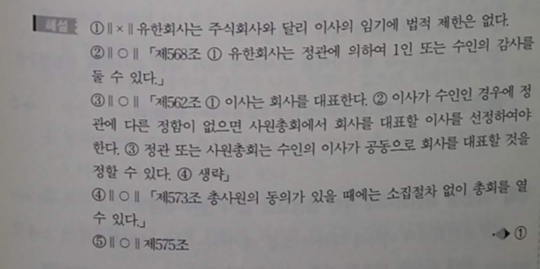 해설 ①∥×∥유한회사는 주식회사와 달리 이사의 임기에 법적 제한은 없다.
②∥○∥「제568조 ① 유한회사는 정관에 의하여 1인 또는 수인의 감사를
둘 수 있다.」
③∥○∥「제562조 ① 이사는 회사를 대표한다. ② 이사가 수인인 경우에 정
관에 다른 정함이 없으면 사원총회에서 회사를 대표할 이사를 선정하여야
한다. ③ 정관 또는 사원총회는 수인의 이사가 공동으로 회사를 대표할 것을
정할 수 있다. ④ 생략」
④∥○∥「제573조 총사원의 동의가 있을 때에는 소집절차 없이 총회를 열
수 있다.」
⑤∥○∥제575조 ①